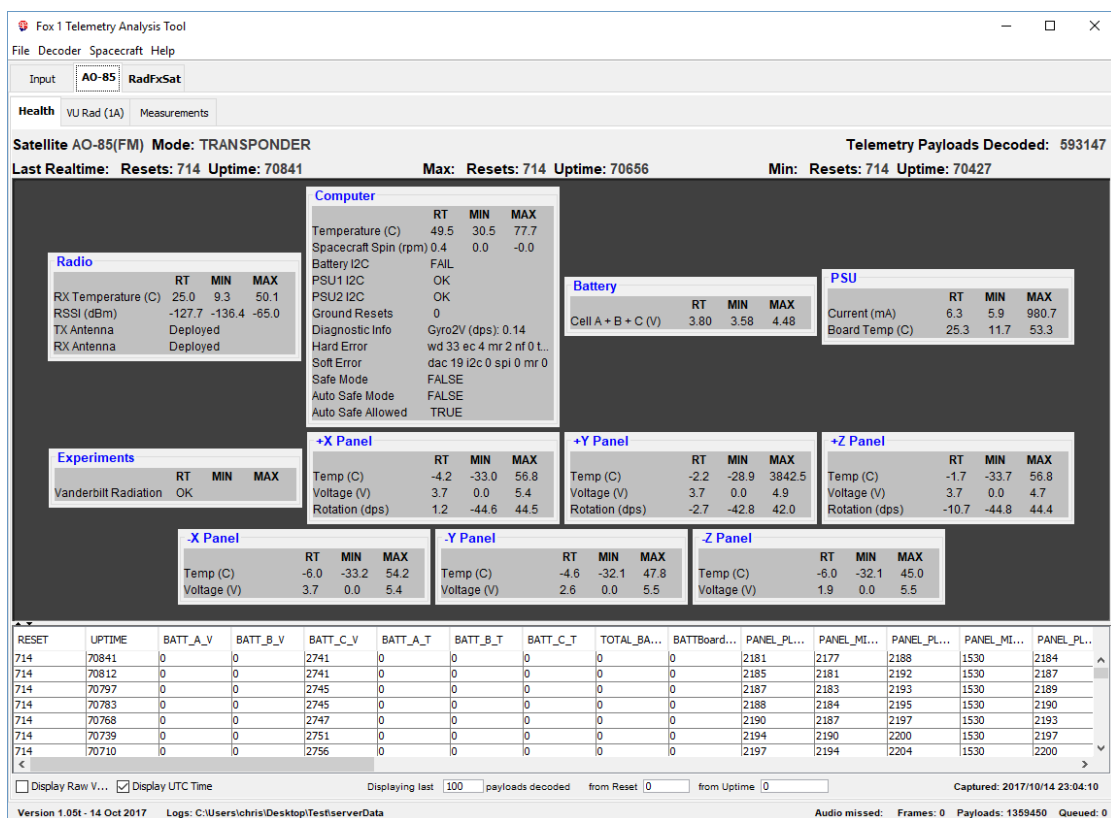 Fox 1 Telemetry Analysis Tool
File Decoder Spacecraft Help
Input AO-85 RadFxSat
Health VU Rad (1A) Measurements
Satellite AO-85(FM) Mode: TRANSPONDER Telemetry Payloads Decoded: 593147
Last Realtime: Resets: 714 Uptime: 70841 Max: Resets: 714 Uptime: 70656 Min: Resets: 714 Uptime: 70427
Radio
RT MIN MAX
RX Temperature (C) 25.0 9.3 50.1
RSSI (dBm) -127.7 -136.4 -65.0
TX Antenna Deployed
RX Antenna Deployed
Computer
RT MIN MAX
Temperature (C) 49.5 30.5 77.7
Spacecraft Spin (rpm) 0.4 0.0 -0.0
Battery I2C FAIL
PSU1 I2C OK
PSU2 I2C OK
Ground Resets 0
Diagnostic Info Gyro2V (dps): 0.14
Hard Error wd 33 ec 4 mr 2 nf 0 t...
Soft Error dac 19 i2c 0 spi 0 mr 0
Safe Mode FALSE
Auto Safe Mode FALSE
Auto Safe Allowed TRUE
Battery
RT MIN MAX
Cell A + B + C (V) 3.80 3.58 4.48
PSU
RT MIN MAX
Current (mA) 6.3 5.9 980.7
Board Temp (C) 25.3 11.7 53.3
Experiments
RT MIN MAX
Vanderbilt Radiation OK
+X Panel
RT MIN MAX
Temp (C) -4.2 -33.0 56.8
Voltage (V) 3.7 0.0 5.4
Rotation (dps) 1.2 -44.6 44.5
+Y Panel
RT MIN MAX
Temp (C) -2.2 -28.9 3842.5
Voltage (V) 3.7 0.0 4.9
Rotation (dps) -2.7 -42.8 42.0
+Z Panel
RT MIN MAX
Temp (C) -1.7 -33.7 56.8
Voltage (V) 3.7 0.0 4.7
Rotation (dps) -10.7 -44.8 44.4
-X Panel
RT MIN MAX
Temp (C) -6.0 -33.2 54.2
Voltage (V) 3.7 0.0 5.4
-Y Panel
RT MIN MAX
Temp (C) -4.6 -32.1 47.8
Voltage (V) 2.6 0.0 5.5
-Z Panel
RT MIN MAX
Temp (C) -6.0 -32.1 45.0
Voltage (V) 1.9 0.0 5.5
RESET UPTIME BATT_A_V BATT_B_V BATT_C_V BATT_A_T BATT_B_T BATT_C_T TOTAL_BA... BATTBoard... PANEL_PL... PANEL_MI... PANEL_PL... PANEL_MI... PANEL_PL...
714 70841 0 0 2741 0 0 0 0 0 2181 2177 2188 1530 2184
714 70812 0 0 2741 0 0 0 0 0 2185 2181 2192 1530 2187
714 70797 0 0 2745 0 0 0 0 0 2187 2183 2193 1530 2189
714 70783 0 0 2745 0 0 0 0 0 2188 2184 2195 1530 2190
714 70768 0 0 2747 0 0 0 0 0 2190 2187 2197 1530 2193
714 70739 0 0 2751 0 0 0 0 0 2194 2190 2200 1530 2197
714 70710 0 0 2756 0 0 0 0 0 2197 2194 2204 1530 2200
Display Raw V... Display UTC Time Displaying last 100 payloads decoded from Reset 0 from Uptime 0 Captured: 2017/10/14 23:04:10
Version 1.05t - 14 Oct 2017 Logs: C:\Users\chris\Desktop\Test\serverData Audio missed: Frames: 0 Payloads: 1359450 Queued: 0